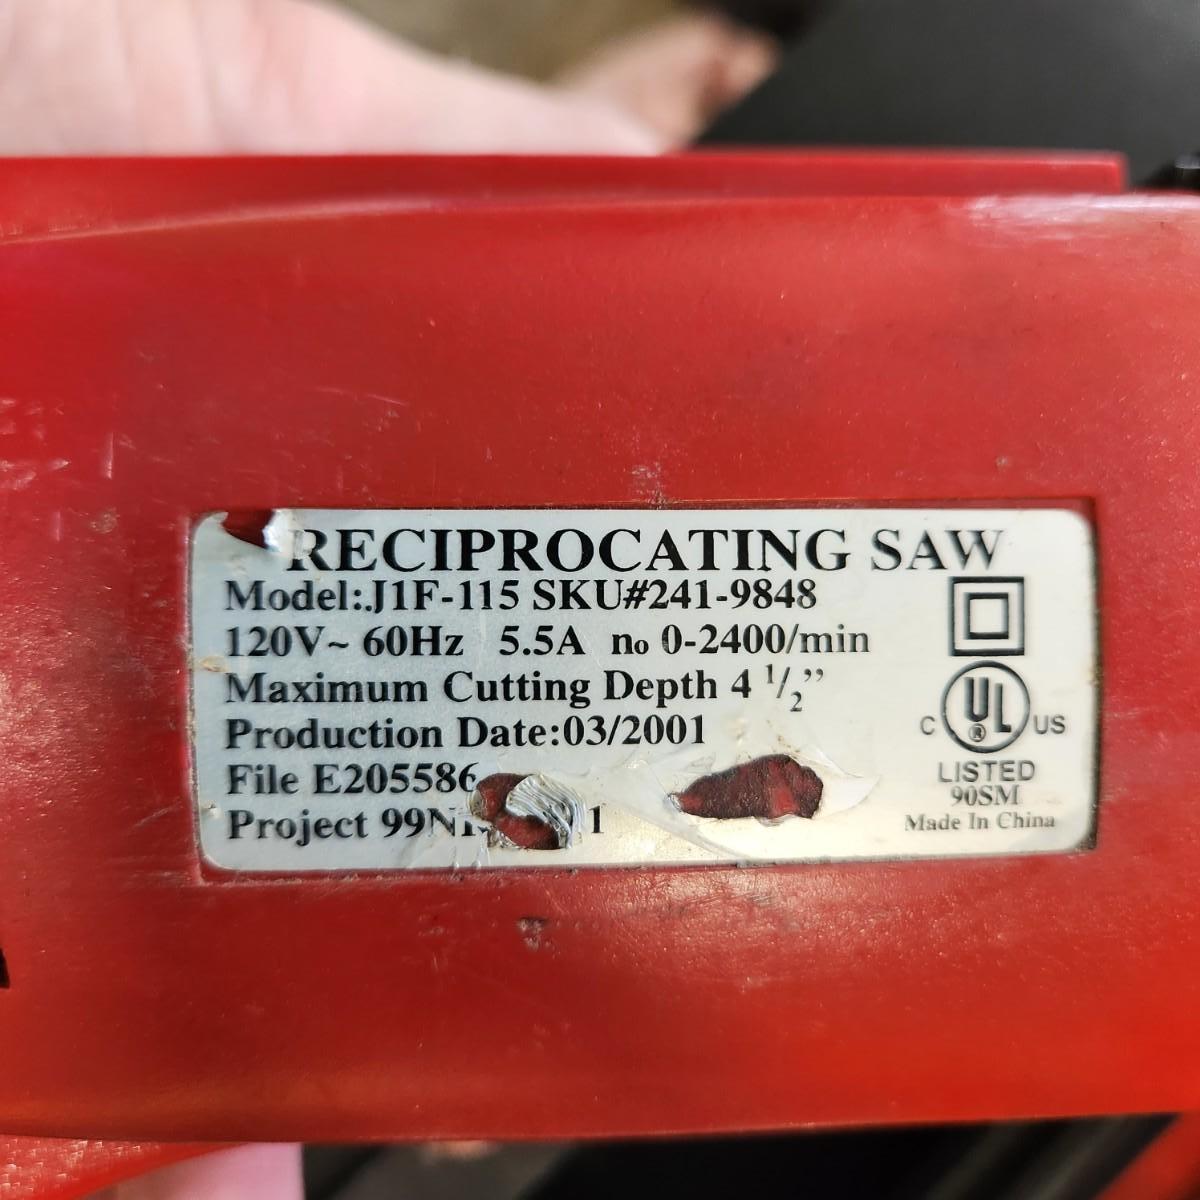 RECIPROCATING SAW
Model:J1F-115 SKU#241-9848
120V~ 60Hz 5.5A no 0-2400/min
Maximum Cutting Depth 4 1/2”
Production Date:03/2001
File E205586
Project
C UL® US
LISTED
90SM
Made In China